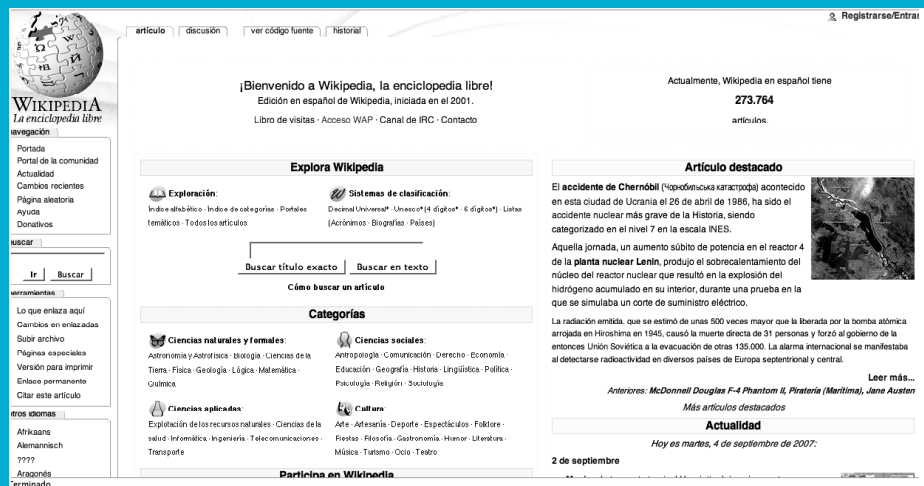 Registrarse/Entrar
artículo discusión ver código fuente historial
WIKIPEDIA
La enciclopedia libre
navegación
Portada
Portal de la comunidad
Actualidad
Cambios recientes
Página aleatoria
Ayuda
Donativos
buscar
Ir Buscar
herramientas
Lo que enlaza aquí
Cambios en enlazadas
Subir archivo
Páginas especiales
Versión para imprimir
Enlace permanente
Citar este artículo
otros idiomas
Afrikaans
Alemannisch
????
Aragonés
Terminado
¡Bienvenido a Wikipedia, la enciclopedia libre!
Edición en español de Wikipedia, iniciada en el 2001.
Libro de visitas · Acceso WAP · Canal de IRC · Contacto
Actualmente, Wikipedia en español tiene
273.764
artículos.
Explora Wikipedia
Exploración:
Índice alfabético · Índice de categorías · Portales
temáticos · Todos los artículos
Sistemas de clasificación:
Decimal Universal* · Unesco* (4 dígitos* · 6 dígitos*) · Listas
(Acrónimos · Biografías · Países)
Buscar título exacto Buscar en texto
Cómo buscar un artículo
Categorías
Ciencias naturales y formales:
Astronomía y Astrofísica · Biología · Ciencias de la
Tierra · Física · Geología · Lógica · Matemática ·
Química
Ciencias sociales:
Antropología · Comunicación · Derecho · Economía ·
Educación · Geografía · Historia · Lingüística · Política ·
Psicología · Religión · Sociología
Ciencias aplicadas:
Explotación de los recursos naturales · Ciencias de la
salud · Informática · Ingeniería · Telecomunicaciones ·
Transporte
Cultura:
Arte · Artesanía · Deporte · Espectáculos · Folklore ·
Fiestas · Filosofía · Gastronomía · Humor · Literatura ·
Música · Turismo · Ocio · Teatro
Participa en Wikipedia
Artículo destacado
El accidente de Chernóbil (Чорнобильська катастрофа) acontecido
en esta ciudad de Ucrania el 26 de abril de 1986, ha sido el
accidente nuclear más grave de la Historia, siendo
categorizado en el nivel 7 en la escala INES.
Aquella jornada, un aumento súbito de potencia en el reactor 4
de la planta nuclear Lenin, produjo el sobrecalentamiento del
núcleo del reactor nuclear que resultó en la explosión del
hidrógeno acumulado en su interior, durante una prueba en la
que se simulaba un corte de suministro eléctrico.
La radiación emitida, que se estimó de unas 500 veces mayor que la liberada por la bomba atómica
arrojada en Hiroshima en 1945, causó la muerte directa de 31 personas y forzó al gobierno de la
entonces Unión Soviética a la evacuación de otras 135.000. La alarma internacional se manifestaba
al detectarse radioactividad en diversos países de Europa septentrional y central.
Leer más...
Anteriores: McDonnell Douglas F-4 Phantom II, Piratería (Marítima), Jane Austen
Más artículos destacados
Actualidad
Hoy es martes, 4 de septiembre de 2007:
2 de septiembre